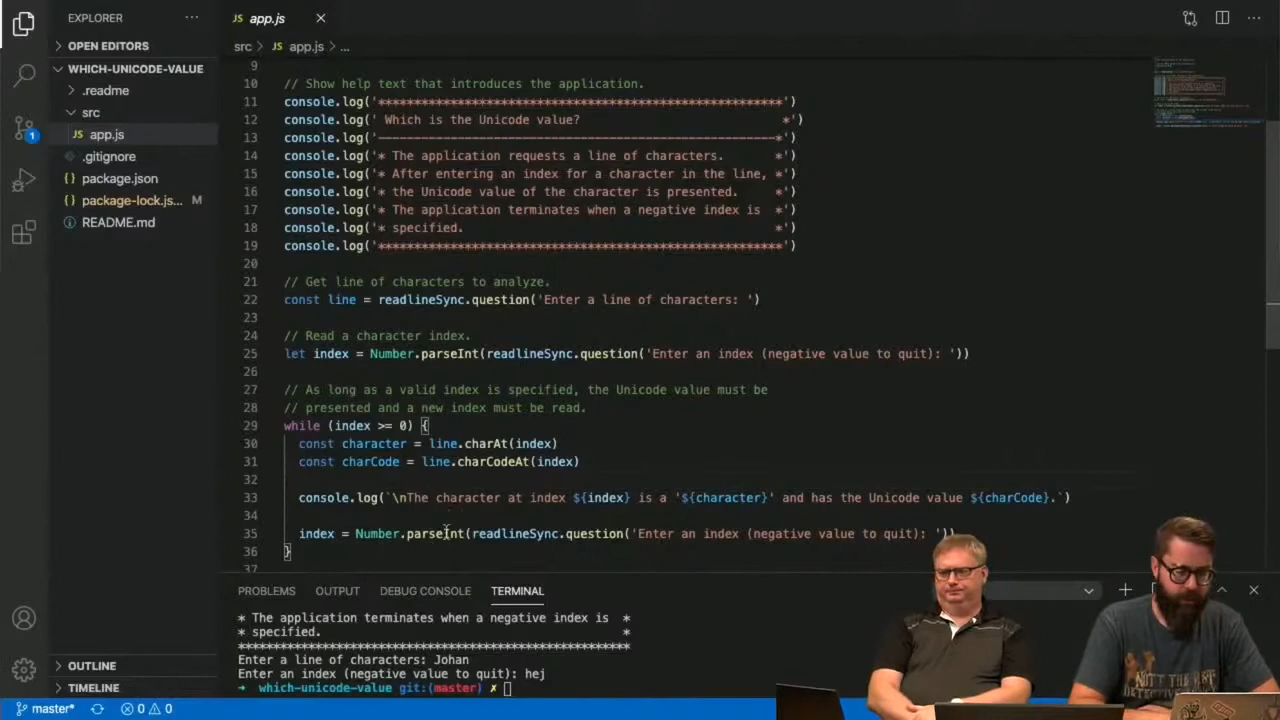 EXPLORER
···
JS app.js
···
OPEN EDITORS
src > JS app.js > ...
WHICH-UNICODE-VALUE
.readme
src
JS app.js
.gitignore
{} package.json
{} package-lock.js... M
README.md
1
9
10 // Show help text that introduces the application.
11 console.log('********************************************************')
12 console.log(' Which is the Unicode value? *')
13 console.log('-------------------------------------------------------*')
14 console.log('* The application requests a line of characters. *')
15 console.log('* After entering an index for a character in the line, *')
16 console.log('* the Unicode value of the character is presented. *')
17 console.log('* The application terminates when a negative index is *')
18 console.log('* specified. *')
19 console.log('********************************************************')
20
21 // Get line of characters to analyze.
22 const line = readlineSync.question('Enter a line of characters: ')
23
24 // Read a character index.
25 let index = Number.parseInt(readlineSync.question('Enter an index (negative value to quit): '))
26
27 // As long as a valid index is specified, the Unicode value must be
28 // presented and a new index must be read.
29 while (index >= 0) {
30 const character = line.charAt(index)
31 const charCode = line.charCodeAt(index)
32
33 console.log(`\nThe character at index ${index} is a '${character}' and has the Unicode value ${charCode}.`)
34
35 index = Number.parseInt(readlineSync.question('Enter an index (negative value to quit): '))
36 }
37
PROBLEMS OUTPUT DEBUG CONSOLE TERMINAL
* The application terminates when a negative index is *
* specified. *
********************************************************
Enter a line of characters: Johan
Enter an index (negative value to quit): hej
➜ which-unicode-value git:(master) ✗
OUTLINE
TIMELINE
master* 0 0
NOT THE
DETECTIVE